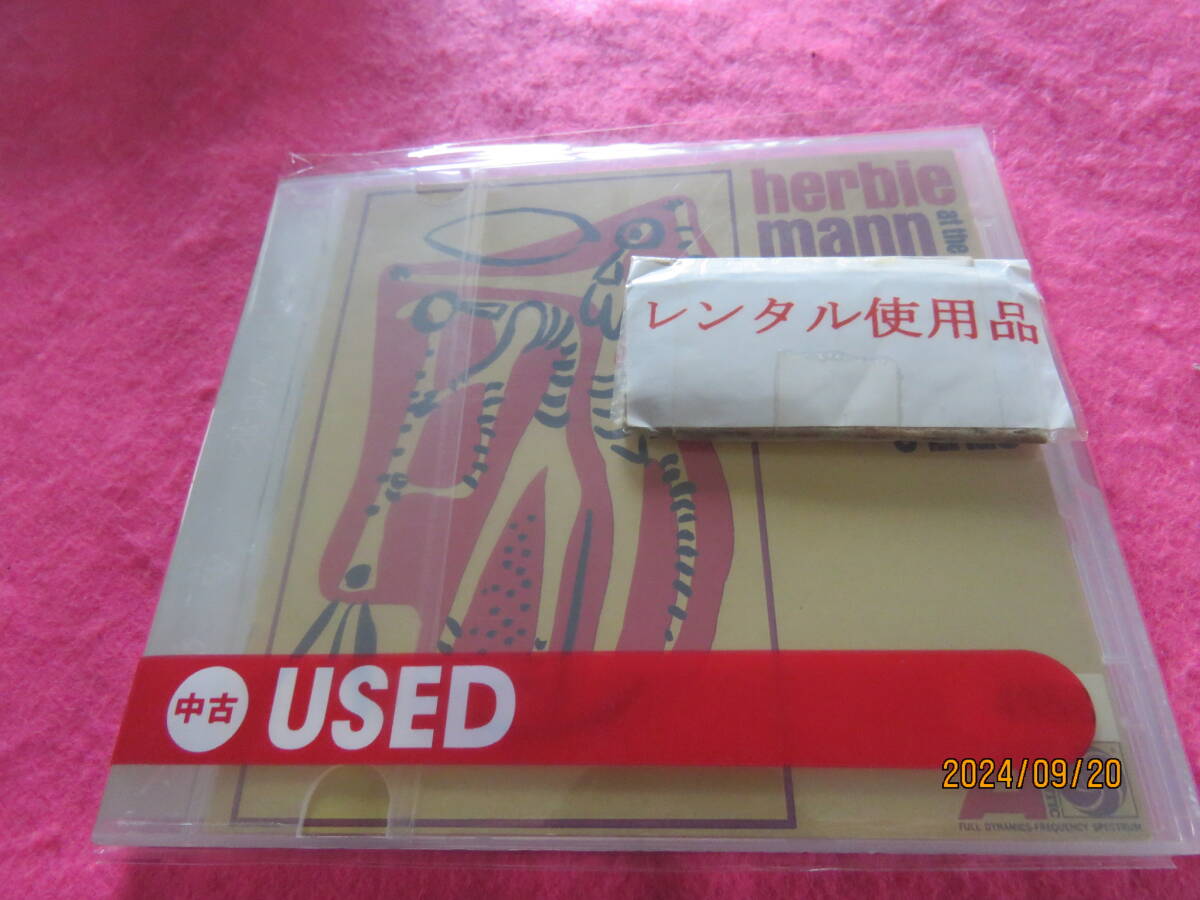 herbie
mann
at the
レンタル使用品
中古
USED
2024/09/20
FULL DYNAMICS-FREQUENCY SPECTRUM